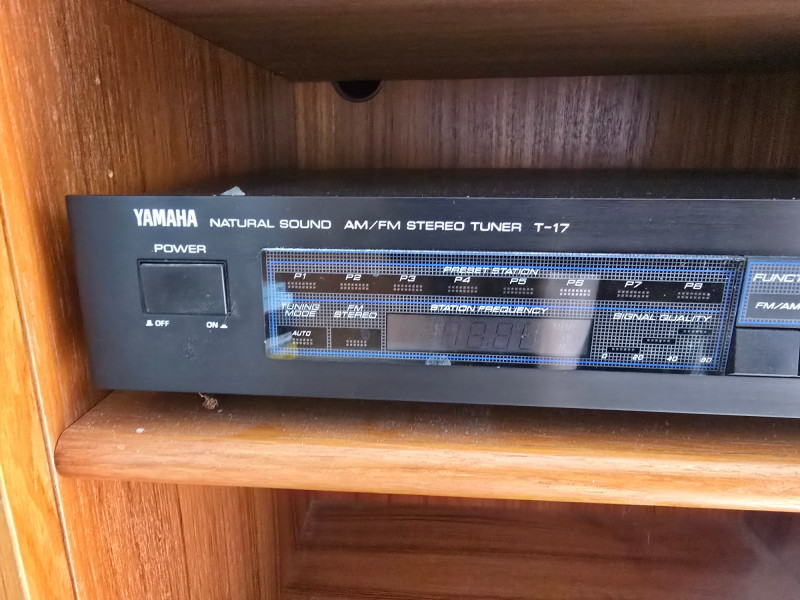 YAMAHA NATURAL SOUND AM/FM STEREO TUNER T-17
POWER
OFF ON
PRESET STATION
P1 P2 P3 P4 P5 P6 P7 P8
TUNING MODE
FM STEREO
STATION FREQUENCY
SIGNAL QUALITY
AUTO
0 20 40 60
FUNCT
FM/AM